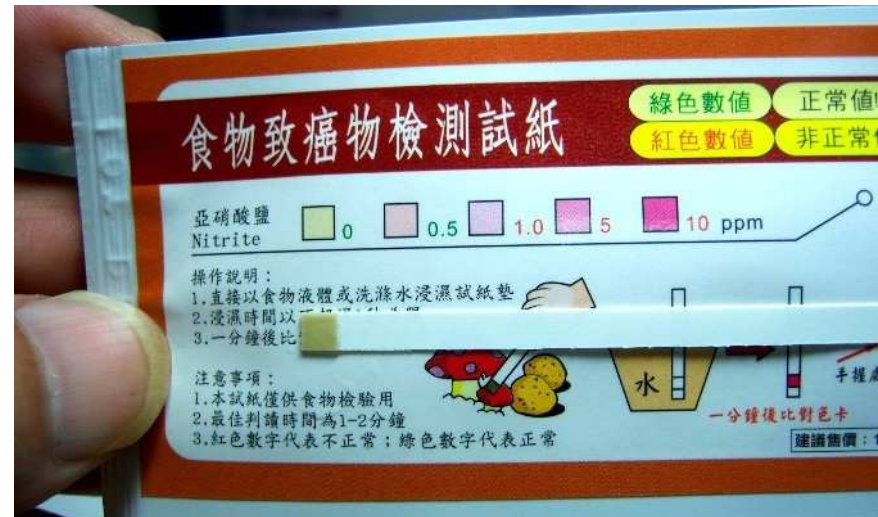 食物致癌物檢測試紙
綠色數值 正常值
紅色數值 非正常
亞硝酸鹽
Nitrite
0 0.5 1.0 5 10 ppm
操作說明：
1.直接以食物液體或洗滌水浸濕試紙墊
2.浸濕時間以
3.一分鐘後比
注意事項：
1.本試紙僅供食物檢驗用
2.最佳判讀時間為1-2分鐘
3.紅色數字代表不正常；綠色數字代表正常
水
手握
一分鐘後比對色卡
建議售價：1